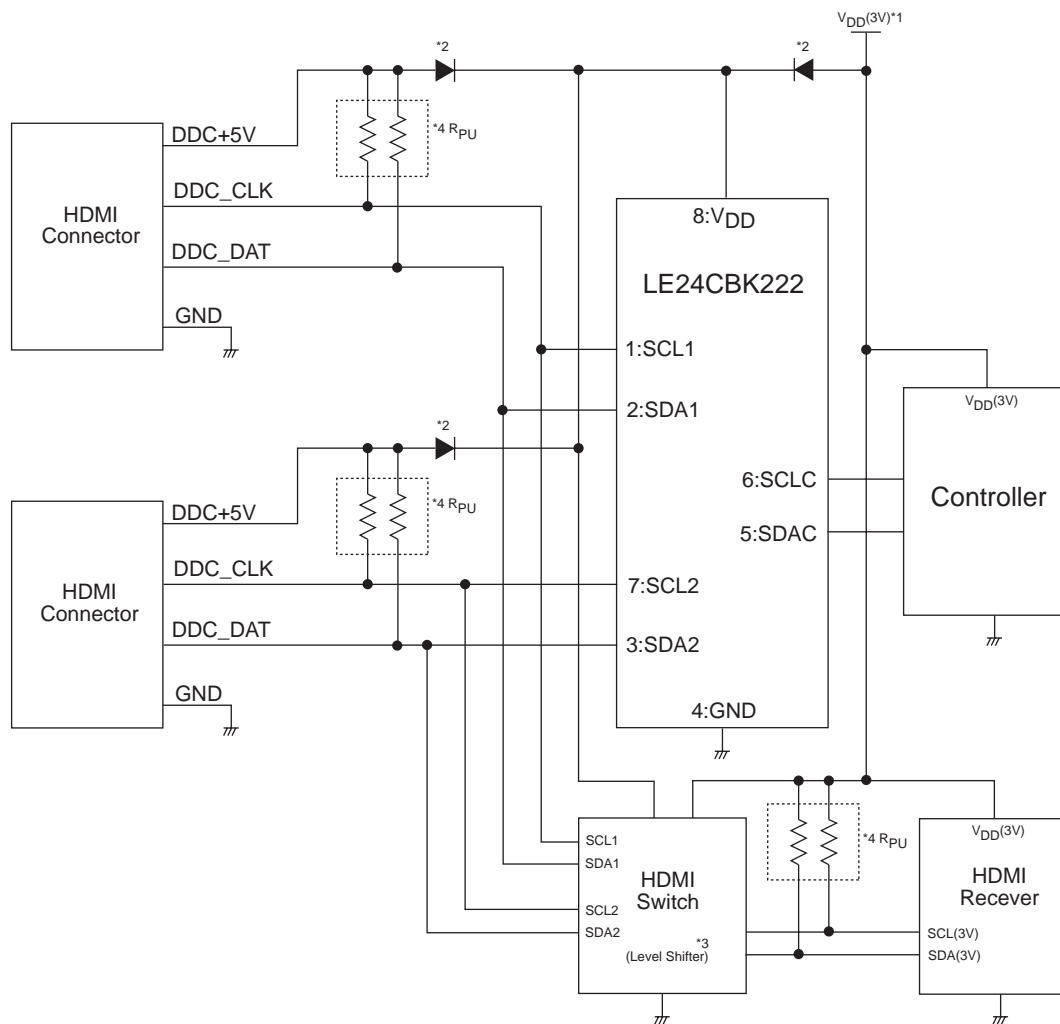 VDD(3V)*1
*2
*2
*4 RPU
DDC+5V
DDC_CLK
HDMI
Connector
DDC_DAT
GND
8:VDD
LE24CBK222
1:SCL1
2:SDA1
VDD(3V)
*2
*4 RPU
6:SCLC
Controller
5:SDAC
DDC+5V
DDC_CLK
HDMI
Connector
DDC_DAT
GND
7:SCL2
3:SDA2
4:GND
SCL1
SDA1
HDMI
Switch
SCL2
SDA2
*3
(Level Shifter)
*4 RPU
VDD(3V)
HDMI
Recever
SCL(3V)
SDA(3V)